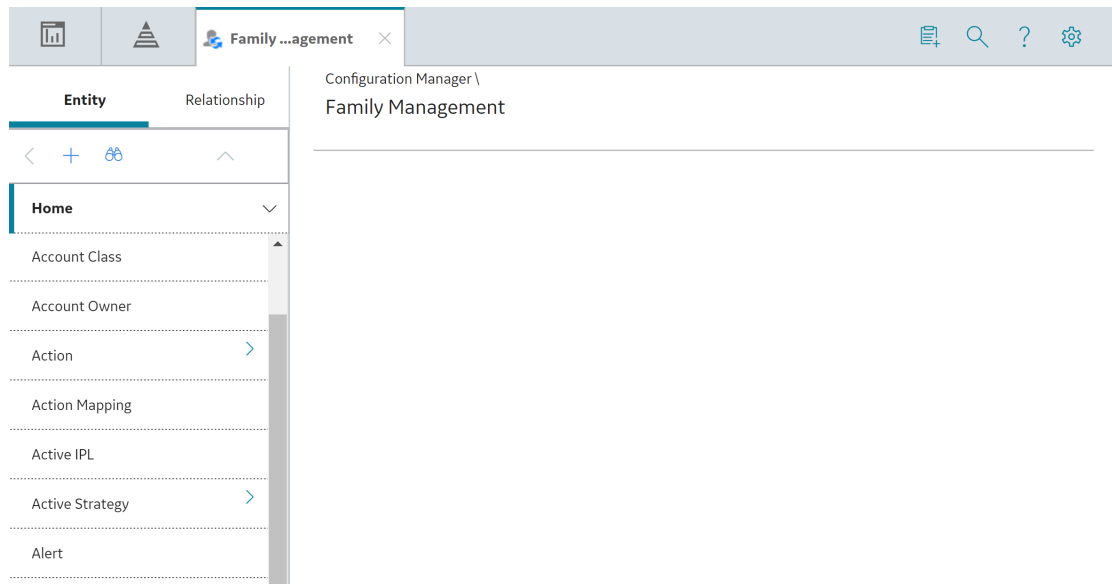 Family ...agement
Entity
Relationship
Configuration Manager \
Family Management
Home
Account Class
Account Owner
Action
Action Mapping
Active IPL
Active Strategy
Alert